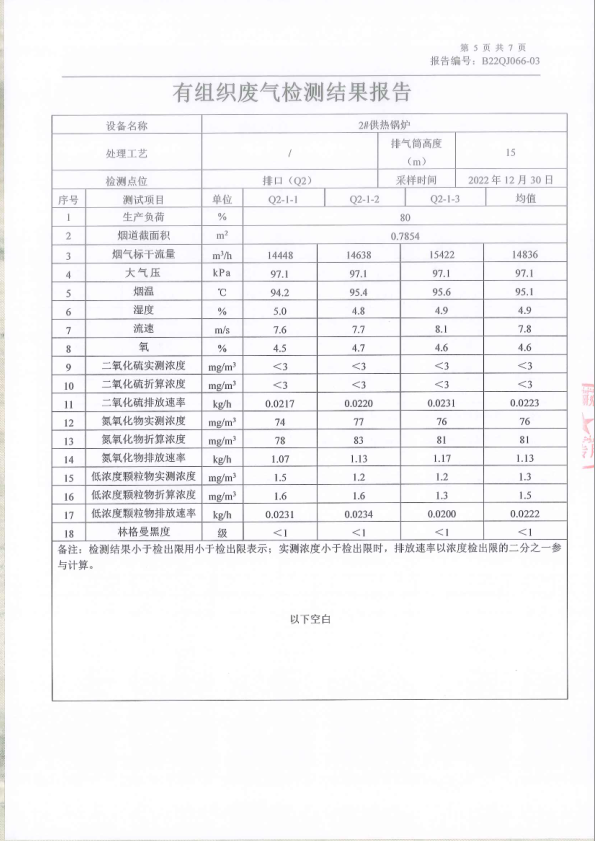 第 5 页 共 7 页
报告编号：B22QJ066-03
有组织废气检测结果报告
设备名称 2#供热锅炉
处理工艺 / 排气筒高度（m） 15
检测点位 排口（Q2） 采样时间 2022 年 12 月 30 日
序号 测试项目 单位 Q2-1-1 Q2-1-2 Q2-1-3 均值
1 生产负荷 % 80
2 烟道截面积 m² 0.7854
3 烟气标干流量 m³/h 14448 14638 15422 14836
4 大气压 kPa 97.1 97.1 97.1 97.1
5 烟温 ℃ 94.2 95.4 95.6 95.1
6 湿度 % 5.0 4.8 4.9 4.9
7 流速 m/s 7.6 7.7 8.1 7.8
8 氧 % 4.5 4.7 4.6 4.6
9 二氧化硫实测浓度 mg/m³ ＜3 ＜3 ＜3 ＜3
10 二氧化硫折算浓度 mg/m³ ＜3 ＜3 ＜3 ＜3
11 二氧化硫排放速率 kg/h 0.0217 0.0220 0.0231 0.0223
12 氮氧化物实测浓度 mg/m³ 74 77 76 76
13 氮氧化物折算浓度 mg/m³ 78 83 81 81
14 氮氧化物排放速率 kg/h 1.07 1.13 1.17 1.13
15 低浓度颗粒物实测浓度 mg/m³ 1.5 1.2 1.2 1.3
16 低浓度颗粒物折算浓度 mg/m³ 1.6 1.6 1.3 1.5
17 低浓度颗粒物排放速率 kg/h 0.0231 0.0234 0.0200 0.0222
18 林格曼黑度 级 ＜1 ＜1 ＜1 ＜1
备注：检测结果小于检出限用小于检出限表示；实测浓度小于检出限时，排放速率以浓度检出限的二分之一参
与计算。
以下空白